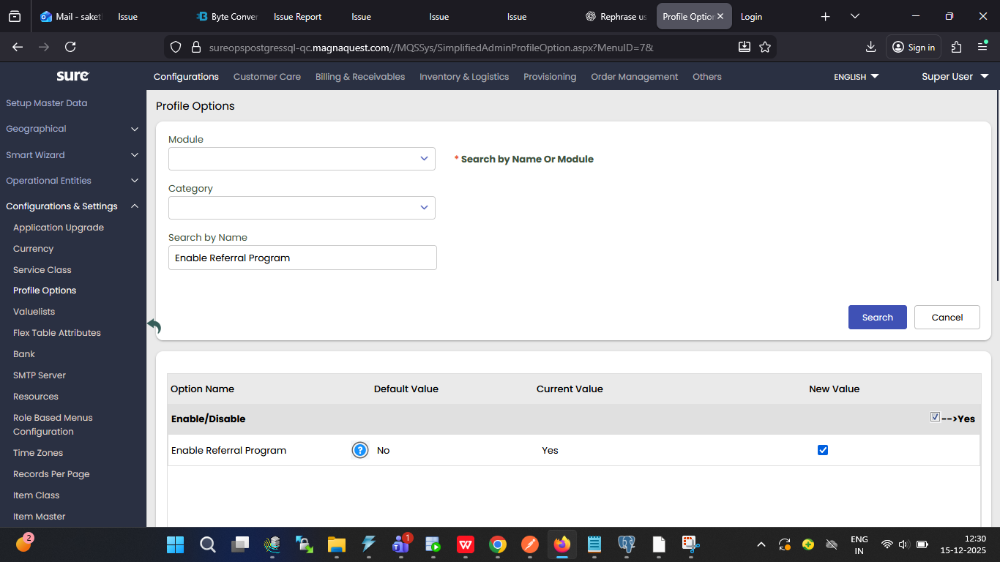 Mail - saket
Issue
Byte Conver
Issue Report
Issue
Issue
Issue
Rephrase us
Profile Option
Login
sureopspostgressql-qc.magnaquest.com//MQSSys/SimplifiedAdminProfileOption.aspx?MenuID=7&
Sign in
sure
Configurations
Customer Care
Billing & Receivables
Inventory & Logistics
Provisioning
Order Management
Others
ENGLISH
Super User
Setup Master Data
Geographical
Smart Wizard
Operational Entities
Configurations & Settings
Application Upgrade
Currency
Service Class
Profile Options
Valuelists
Flex Table Attributes
Bank
SMTP Server
Resources
Role Based Menus
Configuration
Time Zones
Records Per Page
Item Class
Item Master
Profile Options
Module
* Search by Name Or Module
Category
Search by Name
Enable Referral Program
Search
Cancel
Option Name
Default Value
Current Value
New Value
Enable/Disable
-->Yes
Enable Referral Program
?
No
Yes
2
1
W
ENG
IN
12:30
15-12-2025